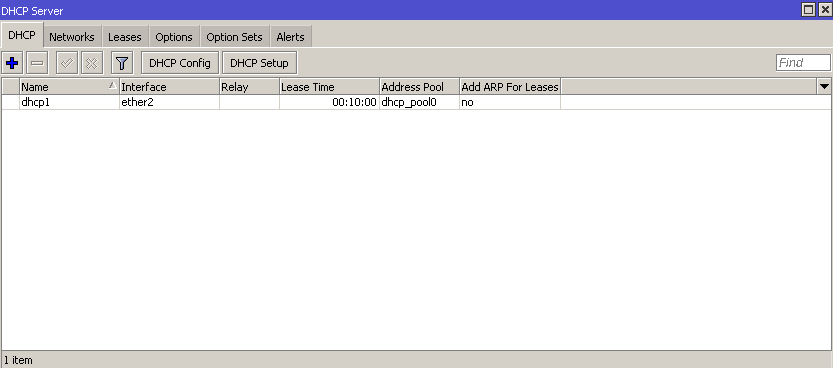 DHCP Server
DHCP Networks Leases Options Option Sets Alerts
DHCP Config DHCP Setup Find
Name Interface Relay Lease Time Address Pool Add ARP For Leases
dhcp1 ether2 00:10:00 dhcp_pool0 no
1 item